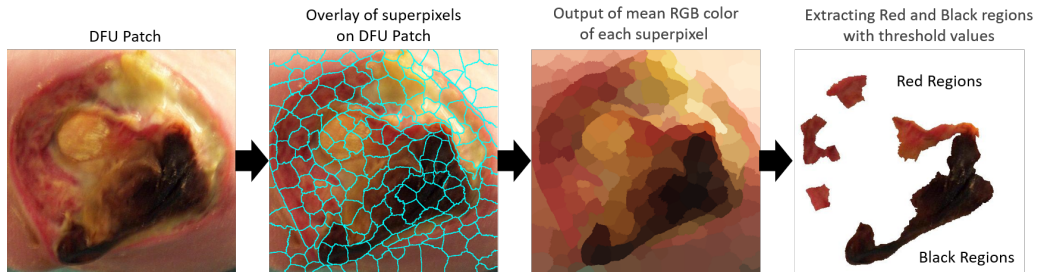 DFU Patch
Overlay of superpixels
on DFU Patch
Output of mean RGB color
of each superpixel
Extracting Red and Black regions
with threshold values
Red Regions
Black Regions